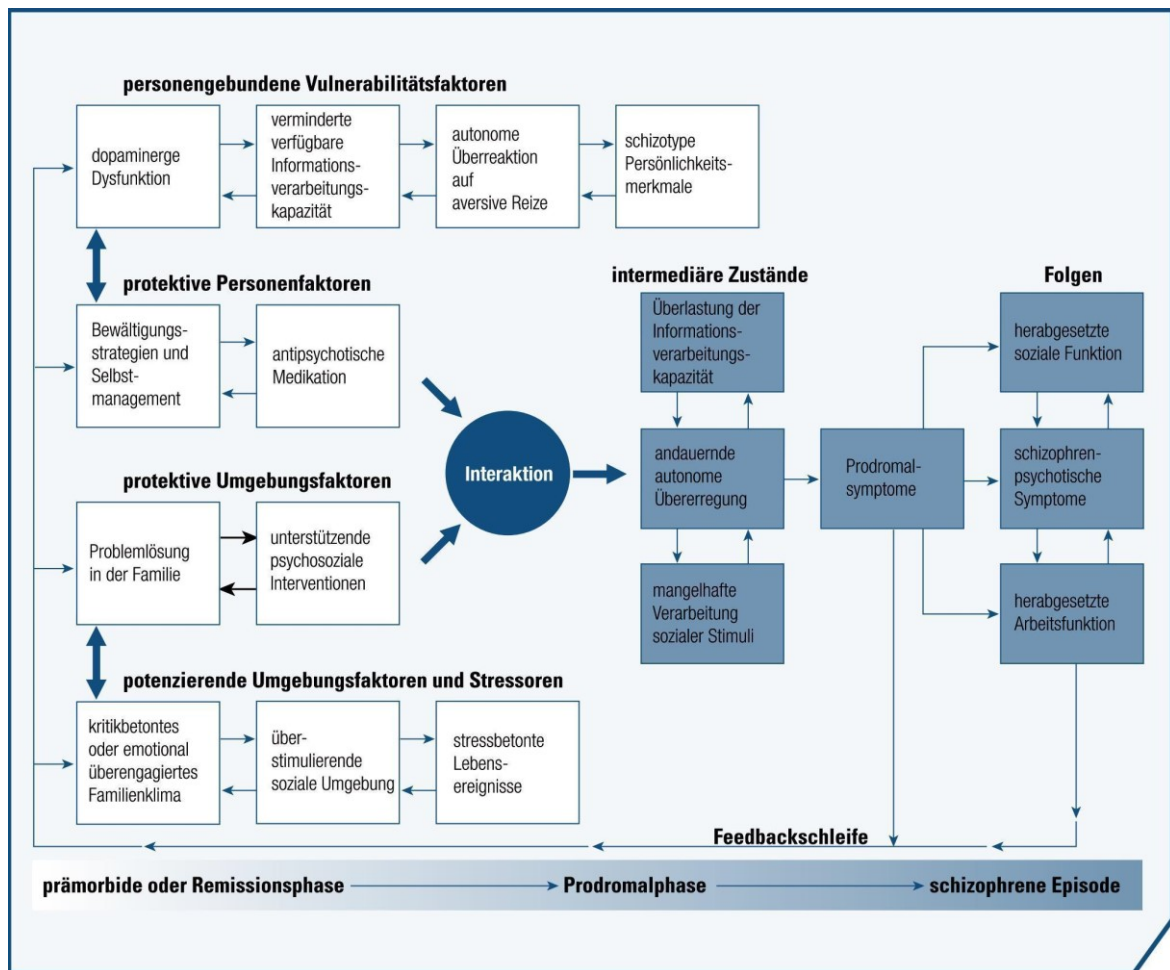 personengebundene Vulnerabilitätsfaktoren
dopaminerge
Dysfunktion
verminderte
verfügbare
Informations-
verarbeitungs-
kapazität
autonome
Überreaktion
auf
aversive Reize
schizotype
Persönlichkeits-
merkmale
protektive Personenfaktoren
Bewältigungs-
strategien und
Selbst-
management
antipsychotische
Medikation
protektive Umgebungsfaktoren
Problemlösung
in der Familie
unterstützende
psychosoziale
Interventionen
potenzierende Umgebungsfaktoren und Stressoren
kritikbetontes
oder emotional
überengagiertes
Familienklima
über-
stimulierende
soziale Umgebung
stressbetonte
Lebens-
ereignisse
Interaktion
intermediäre Zustände
Überlastung der
Informations-
verarbeitungs-
kapazität
andauernde
autonome
Übererregung
mangelhafte
Verarbeitung
sozialer Stimuli
Prodromal-
symptome
Folgen
herabgesetzte
soziale Funktion
schizophren-
psychotische
Symptome
herabgesetzte
Arbeitsfunktion
Feedbackschleife
prämorbide oder Remissionsphase
Prodromalphase
schizophrene Episode